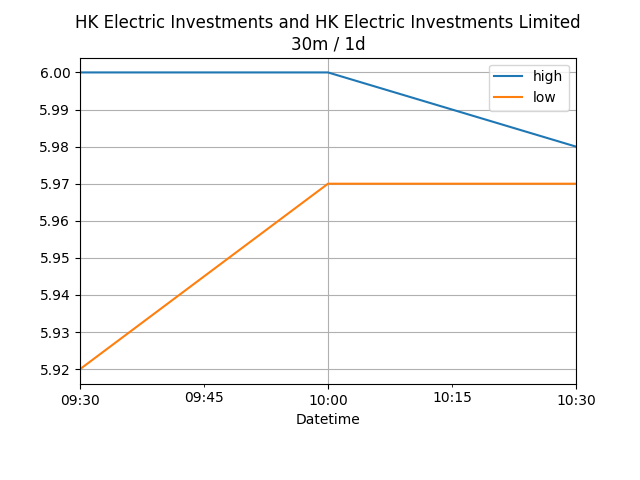 HK Electric Investments and HK Electric Investments Limited
30m / 1d
high
low
6.00
5.99
5.98
5.97
5.96
5.95
5.94
5.93
5.92
09:30
09:45
10:00
10:15
10:30
Datetime